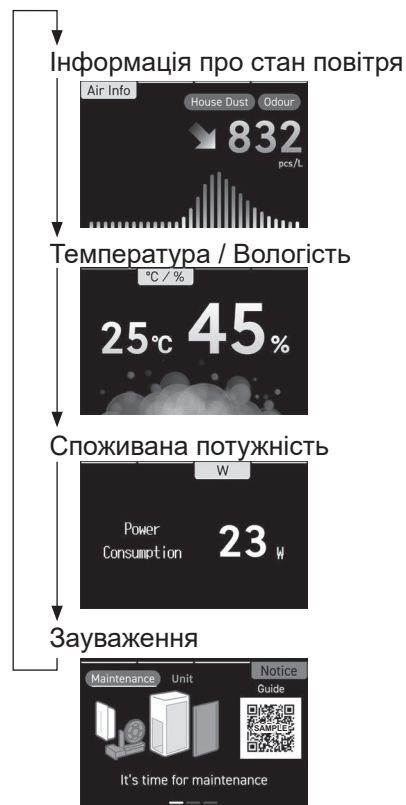 Інформація про стан повітря
Air Info
House Dust Odour
832
pcs/L
Температура / Вологість
°C / %
25°C 45%
Споживана потужність
W
Power
Consumption
23 W
Зауваження
Notice
Maintenance Unit
Guide
SAMPLE
It's time for maintenance